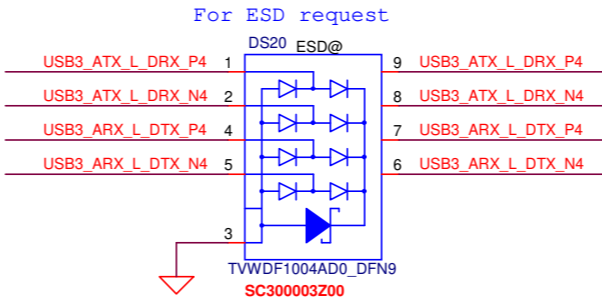 For ESD request
DS20 ESD@
USB3_ATX_L_DRX_P4 1 9 USB3_ATX_L_DRX_P4
USB3_ATX_L_DRX_N4 2 8 USB3_ATX_L_DRX_N4
USB3_ARX_L_DTX_P4 4 7 USB3_ARX_L_DTX_P4
USB3_ARX_L_DTX_N4 5 6 USB3_ARX_L_DTX_N4
3
TVWDF1004AD0_DFN9
SC300003Z00